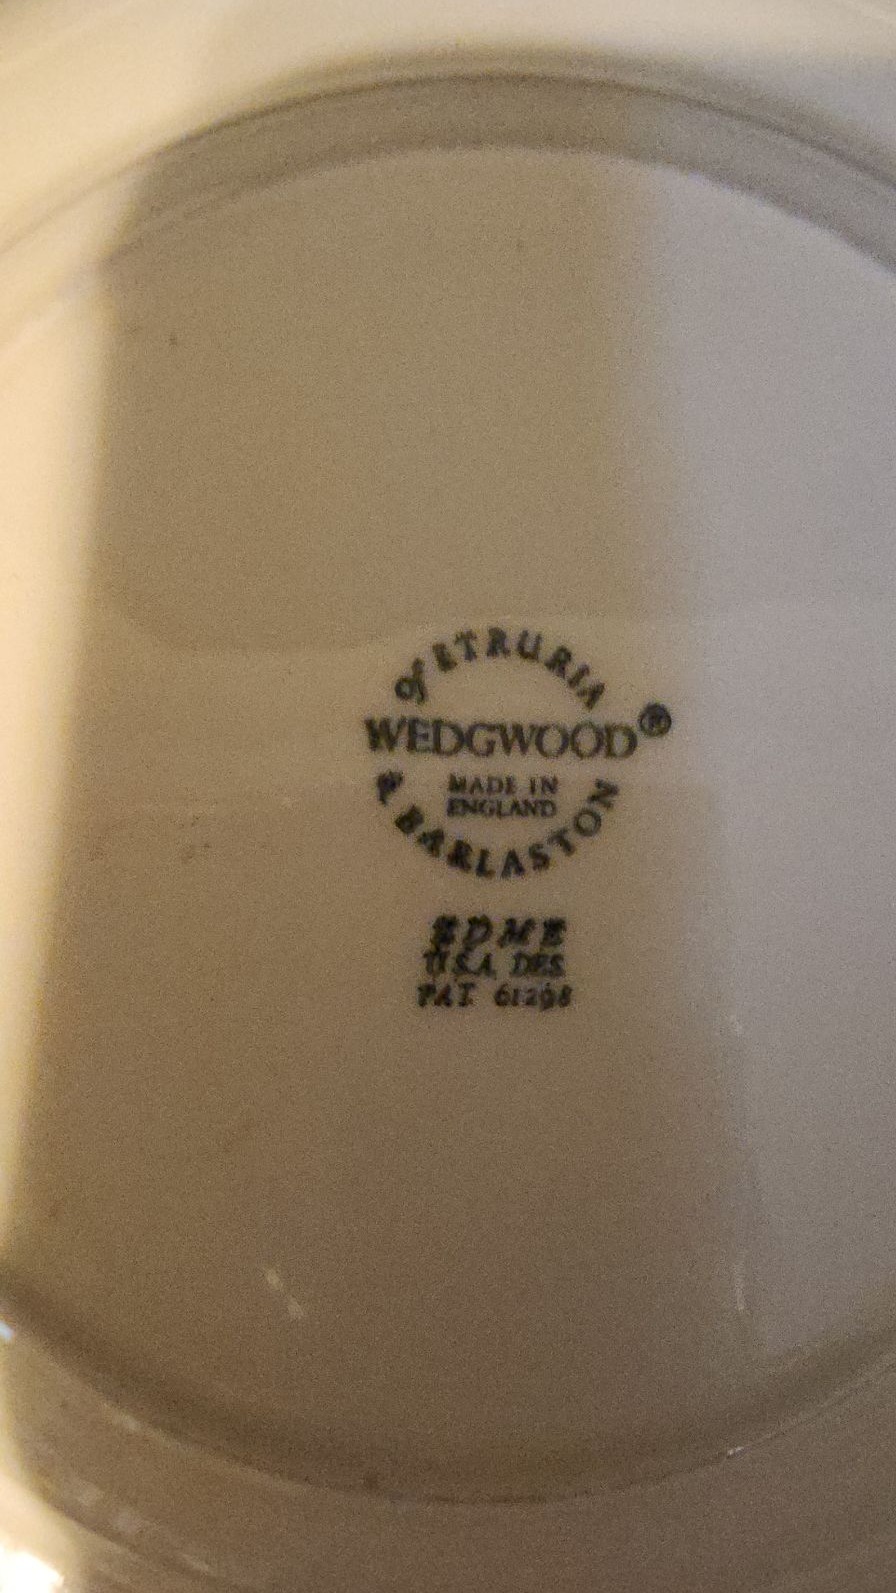 of ETRURIA
WEDGWOOD®
MADE IN
ENGLAND
& BARLASTON
EDME
U.S.A. DES.
PAT. 61298